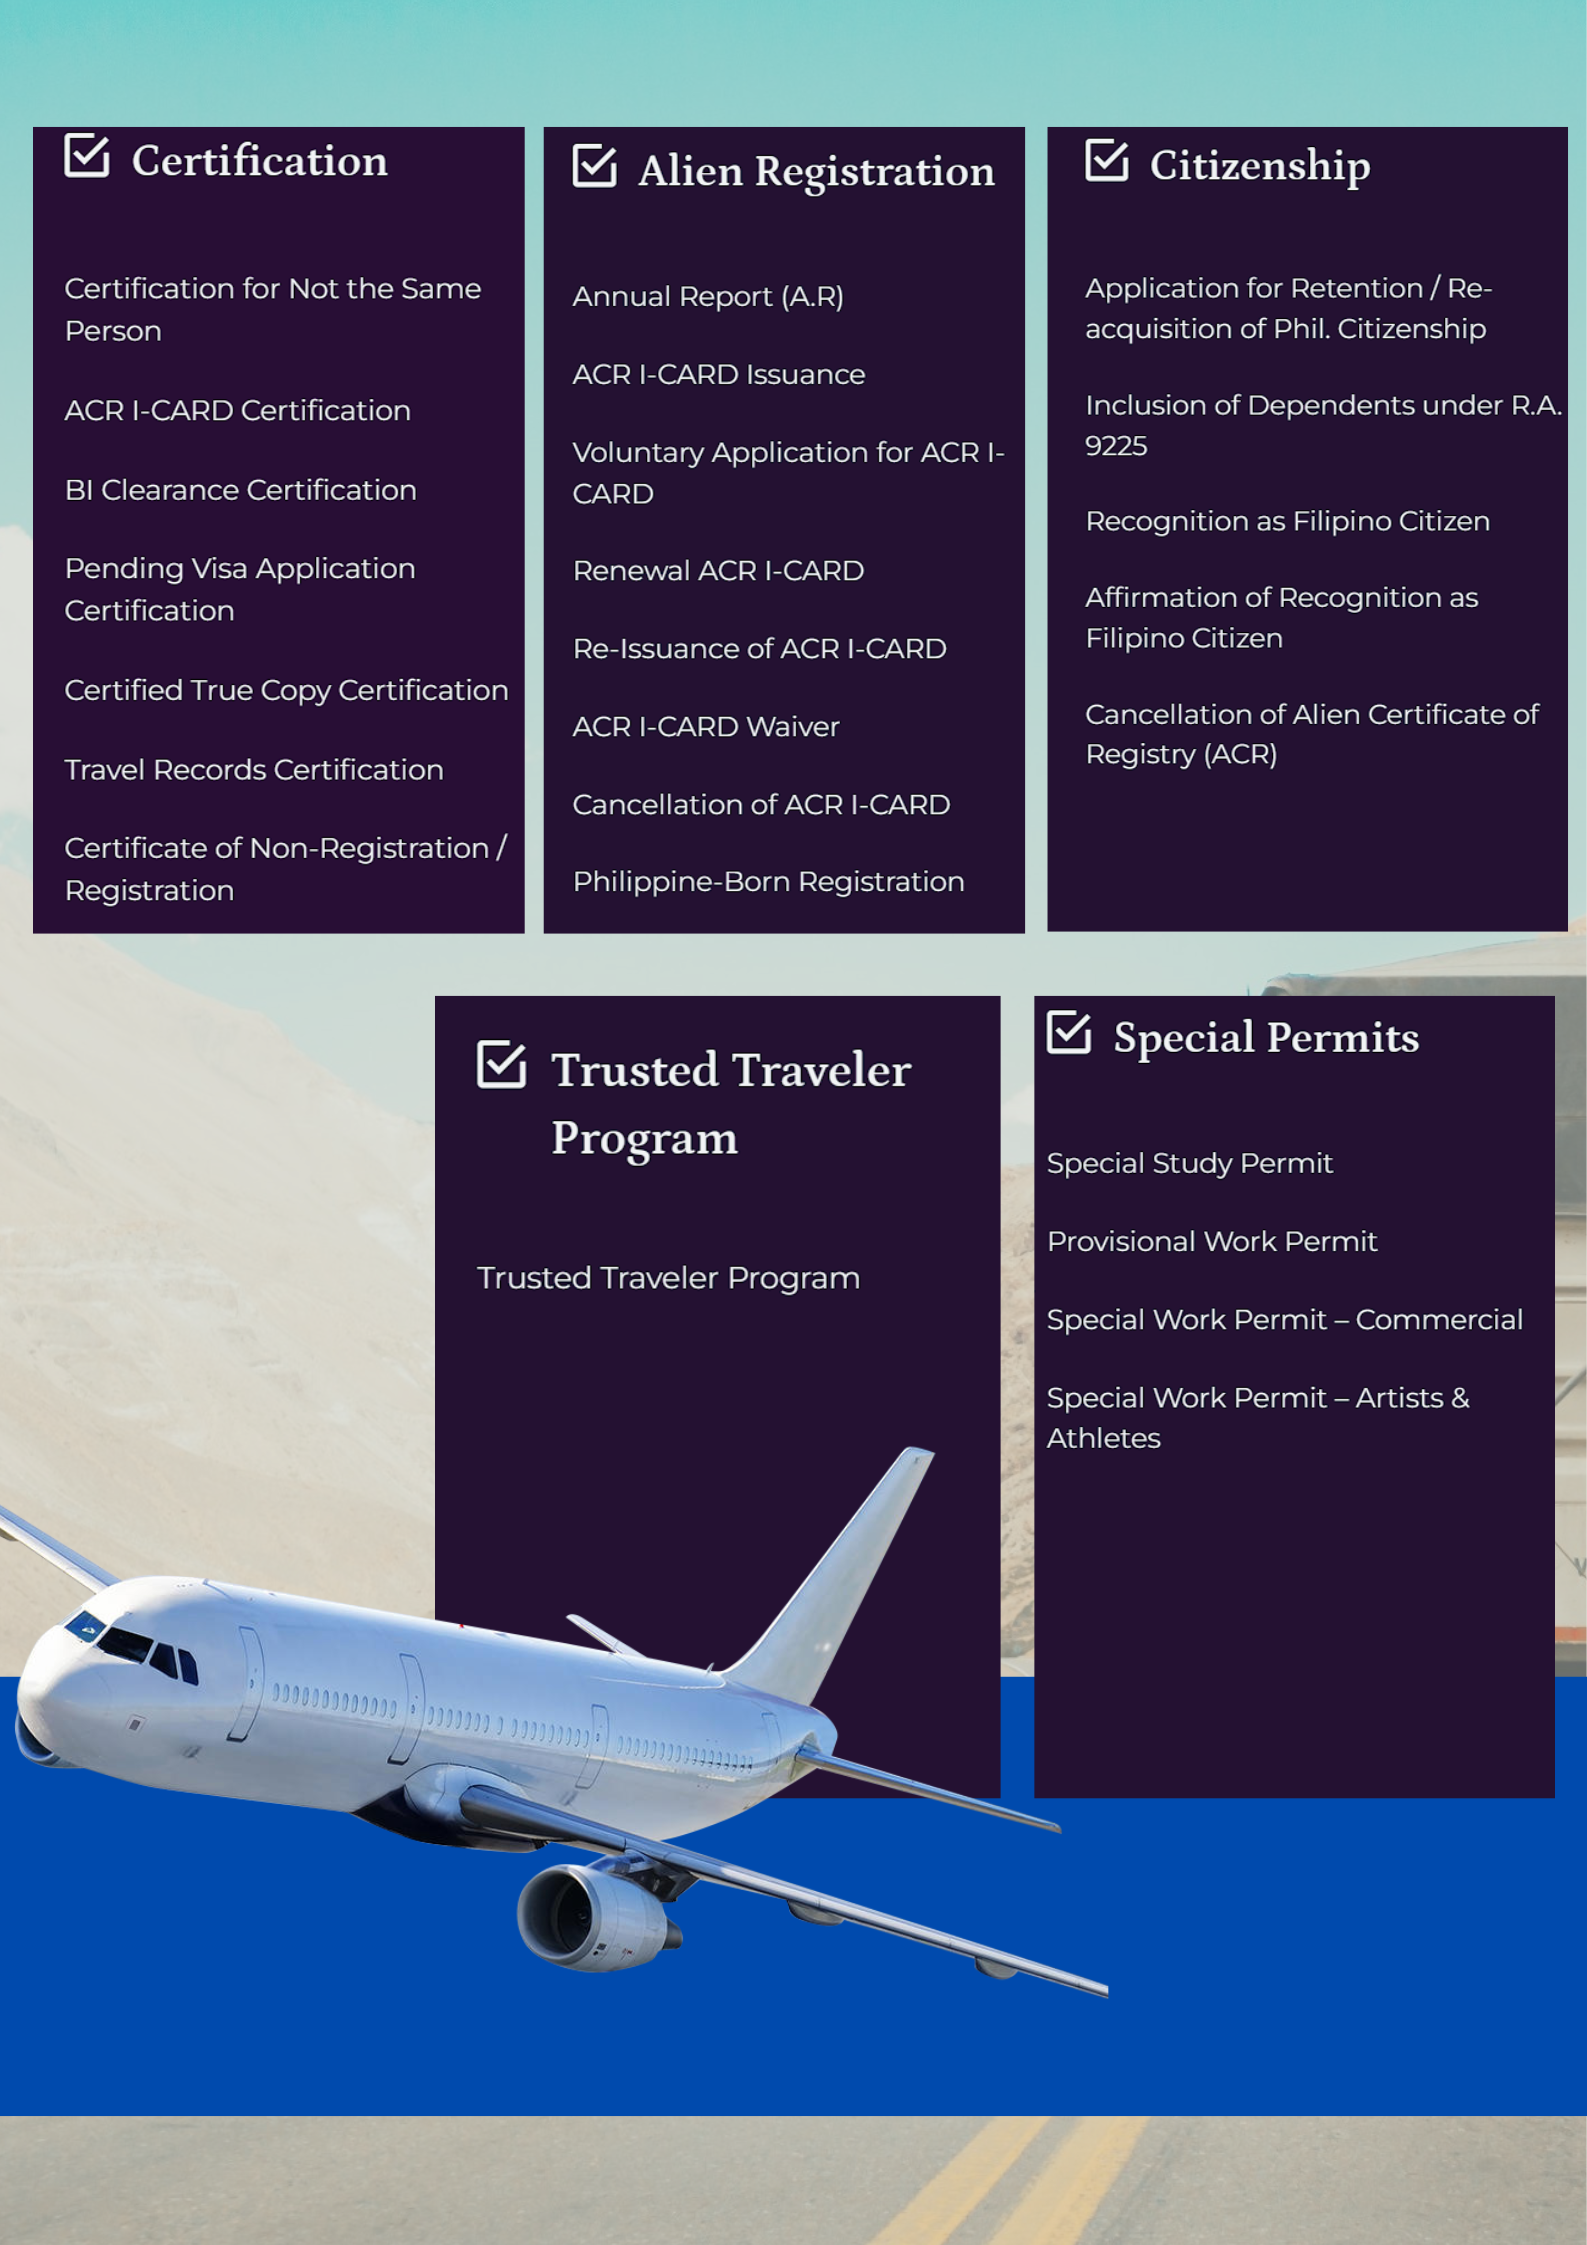 Certification
Certification for Not the Same
Person
ACR I-CARD Certification
BI Clearance Certification
Pending Visa Application
Certification
Certified True Copy Certification
Travel Records Certification
Certificate of Non-Registration /
Registration
Alien Registration
Annual Report (A.R)
ACR I-CARD Issuance
Voluntary Application for ACR I-
CARD
Renewal ACR I-CARD
Re-Issuance of ACR I-CARD
ACR I-CARD Waiver
Cancellation of ACR I-CARD
Philippine-Born Registration
Citizenship
Application for Retention / Re-
acquisition of Phil. Citizenship
Inclusion of Dependents under R.A.
9225
Recognition as Filipino Citizen
Affirmation of Recognition as
Filipino Citizen
Cancellation of Alien Certificate of
Registry (ACR)
Trusted Traveler
Program
Trusted Traveler Program
Special Permits
Special Study Permit
Provisional Work Permit
Special Work Permit – Commercial
Special Work Permit – Artists &
Athletes